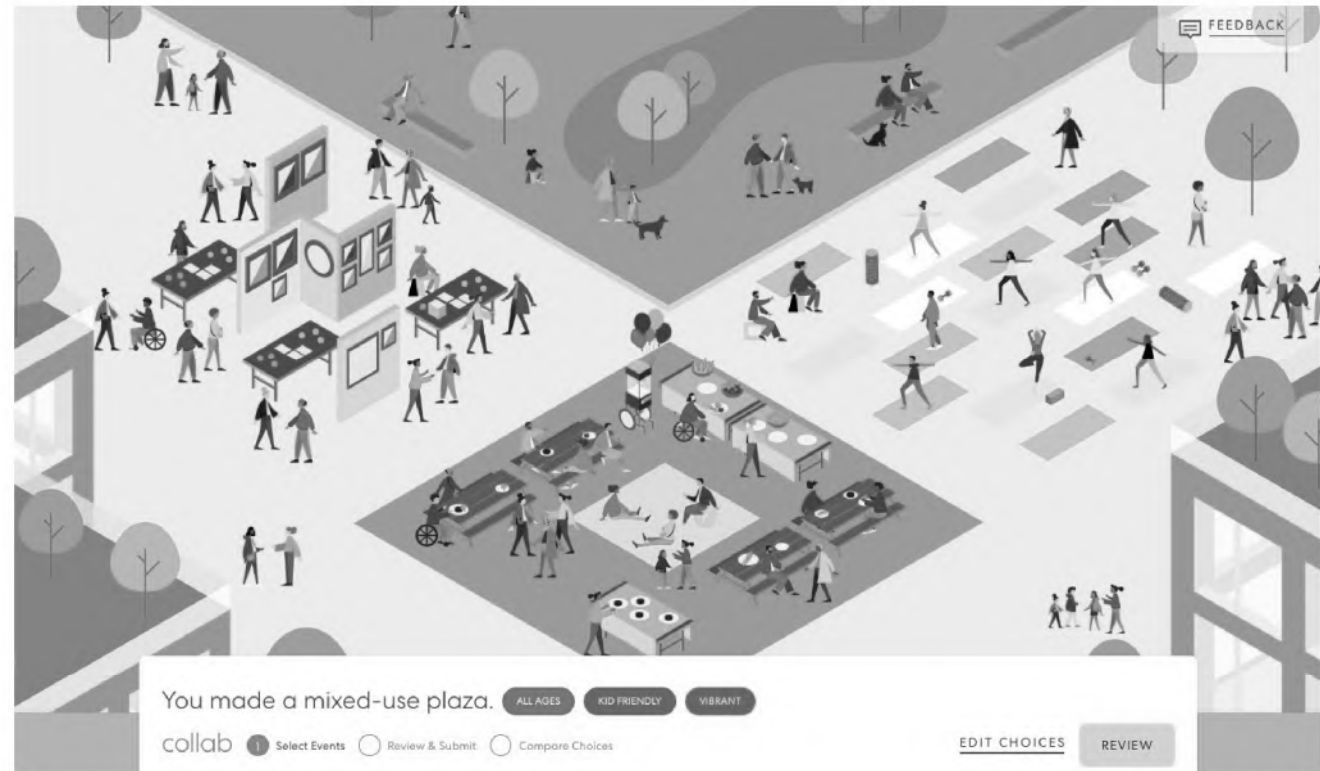 FEEDBACK
You made a mixed-use plaza. ALL AGES KID FRIENDLY VIBRANT
collab 1 Select Events Review & Submit Compare Choices EDIT CHOICES REVIEW